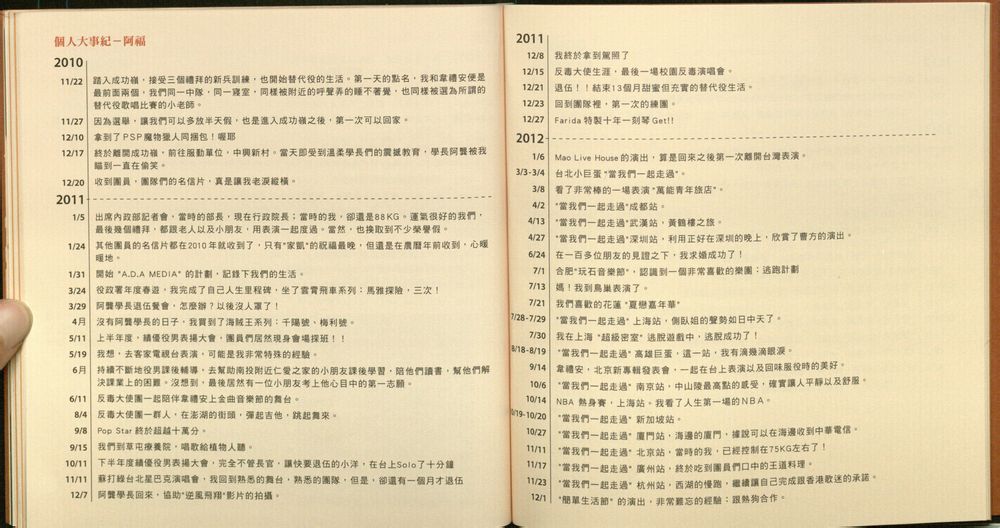 個人大事紀－阿福
2010
11/22 踏入成功嶺，接受三個禮拜的新兵訓練，也開始替代役的生活。第一天的點名，我和韋禮安便是
最前面兩個，我們同一中隊，同一寢室，同樣被附近的呼聲弄的睡不著覺，也同樣被選為所謂的
替代役歌唱比賽的小老師。
11/27 因為選舉，讓我們可以多放半天假，也是進入成功嶺之後，第一次可以回家。
12/10 拿到了PSP魔物獵人同捆包！喔耶
12/17 終於離開成功嶺，前往服勤單位，中興新村。當天即受到溫柔學長們的震撼教育，學長阿龔被我
瞄到一直在偷笑。
12/20 收到團員，團隊們的名信片，真是讓我老淚縱橫。
2011
1/5 出席內政部記者會，當時的部長，現在行政院長；當時的我，卻還是88KG。運氣很好的我們，
最後幾個禮拜，都跟老人以及小朋友，用表演一起度過。當然，也換取到不少榮譽假。
1/24 其他團員的名信片都在2010年就收到了，只有"家凱"的祝福最晚，但還是在農曆年前收到，心暖
暖地。
1/31 開始 "A.D.A MEDIA" 的計劃，記錄下我們的生活。
3/24 役政署年度春遊，我完成了自己人生里程碑，坐了雲霄飛車系列：馬雅探險，三次！
3/29 阿龔學長退伍餐會，怎麼辦？以後沒人罩了！
4月 沒有阿龔學長的日子，我買到了海賊王系列：千陽號、梅利號。
5/11 上半年度，績優役男表揚大會，團員們居然現身會場探班！！
5/19 我想，去客家電視台表演，可能是我非常特殊的經驗。
6月 持續不斷地役男課後輔導，去幫助南投附近仁愛之家的小朋友課後學習，陪他們讀書，幫他們解
決課業上的困難。沒想到，最後居然有一位小朋友考上他心目中的第一志願。
6/11 反毒大使團一起陪伴韋禮安上金曲音樂節的舞台。
8/4 反毒大使團一群人，在澎湖的街頭，彈起吉他，跳起舞來。
9/8 Pop Star 終於超越十萬分。
9/15 我們到草屯療養院，唱歌給植物人聽。
10/11 下半年度績優役男表揚大會，完全不管長官，讓快要退伍的小洋，在台上Solo了十分鐘
11/11 蘇打綠台北星巴克演唱會，我回到熟悉的舞台，熟悉的團隊，但是，卻還有一個月才退伍
12/7 阿龔學長回來，協助"逆風飛翔"影片的拍攝。
2011
12/8 我終於拿到駕照了
12/15 反毒大使生涯，最後一場校園反毒演唱會。
12/21 退伍！！結束13個月甜蜜但充實的替代役生活。
12/23 回到團隊裡，第一次的練團。
12/27 Farida 特製十年一刻琴Get!!
2012
1/6 Mao Live House的演出，算是回來之後第一次離開台灣表演。
3/3-3/4 台北小巨蛋"當我們一起走過"。
3/8 看了非常棒的一場表演"萬能青年旅店"。
4/2 "當我們一起走過"成都站。
4/13 "當我們一起走過"武漢站，黃鶴樓之旅。
4/27 "當我們一起走過"深圳站，利用正好在深圳的晚上，欣賞了曹方的演出。
6/24 在一百多位朋友的見證之下，我求婚成功了！
7/1 合肥"玩石音樂節"，認識到一個非常喜歡的樂團：逃跑計劃
7/13 媽！我到鳥巢表演了。
7/21 我們喜歡的花蓮 "夏戀嘉年華"
7/28-7/29 "當我們一起走過" 上海站，側臥姐的聲勢如日中天了。
7/30 我在上海 "超級密室" 逃脫遊戲中，逃脫成功了！
8/18-8/19 "當我們一起走過" 高雄巨蛋，這一站，我有滴幾滴眼淚。
9/14 韋禮安，北京新專輯發表會，一起在台上表演以及回味服役時的美好。
10/6 "當我們一起走過" 南京站，中山陵最高點的感受，確實讓人平靜以及舒服。
10/14 NBA 熱身賽，上海站。我看了人生第一場的NBA。
10/19-10/20 "當我們一起走過" 新加坡站。
10/27 "當我們一起走過" 廈門站，海邊的廈門，據說可以在海邊收到中華電信。
11/11 "當我們一起走過" 北京站，當時的我，已經控制在75KG左右了！
11/17 "當我們一起走過" 廣州站，終於吃到團員們口中的王道料理。
11/23 "當我們一起走過" 杭州站，西湖的慢跑，繼續讓自己完成跟香港歌迷的承諾。
12/1 "簡單生活節" 的演出，非常難忘的經驗：跟熱狗合作。